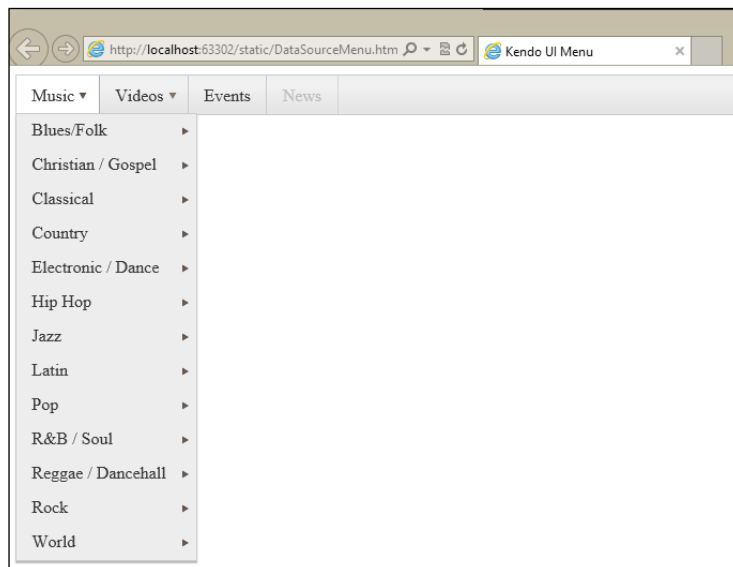 http://localhost:63302/static/DataSourceMenu.htm
Kendo UI Menu
Music Videos Events News
Blues/Folk
Christian / Gospel
Classical
Country
Electronic / Dance
Hip Hop
Jazz
Latin
Pop
R&B / Soul
Reggae / Dancehall
Rock
World